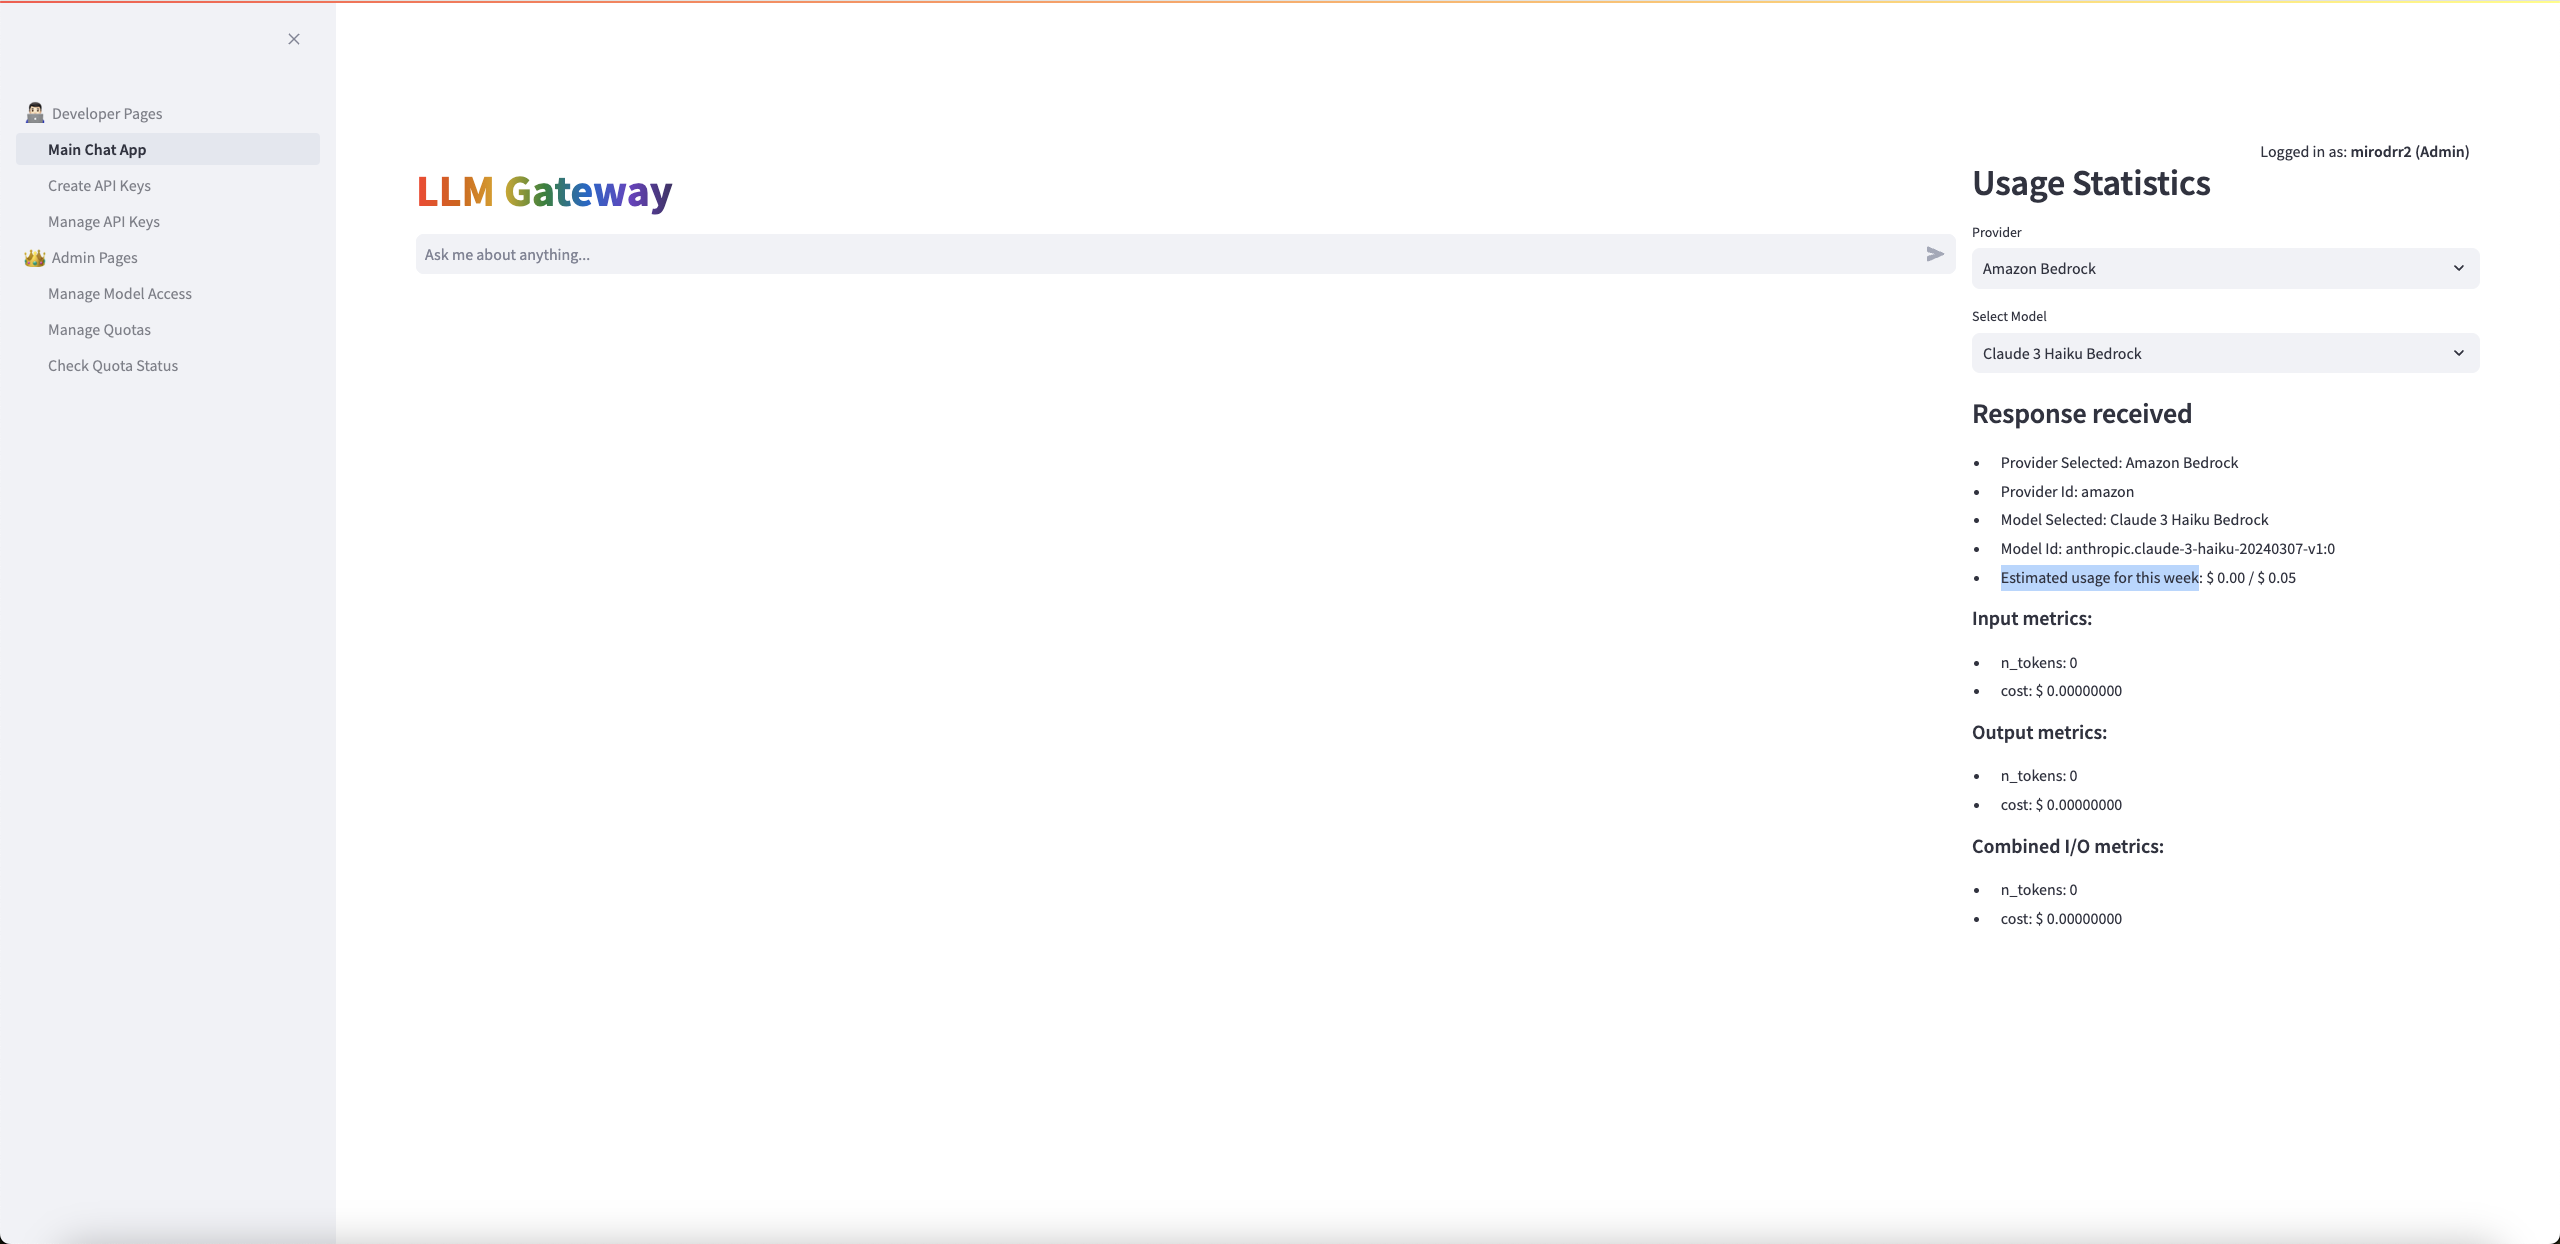 Developer Pages
Main Chat App
Create API Keys
Manage API Keys
Admin Pages
Manage Model Access
Manage Quotas
Check Quota Status
LLM Gateway
Ask me about anything...
Logged in as: mirodrr2 (Admin)
Usage Statistics
Provider
Amazon Bedrock
Select Model
Claude 3 Haiku Bedrock
Response received
• Provider Selected: Amazon Bedrock
• Provider Id: amazon
• Model Selected: Claude 3 Haiku Bedrock
• Model Id: anthropic.claude-3-haiku-20240307-v1:0
• Estimated usage for this week: $ 0.00 / $ 0.05
Input metrics:
• n_tokens: 0
• cost: $ 0.00000000
Output metrics:
• n_tokens: 0
• cost: $ 0.00000000
Combined I/O metrics:
• n_tokens: 0
• cost: $ 0.00000000